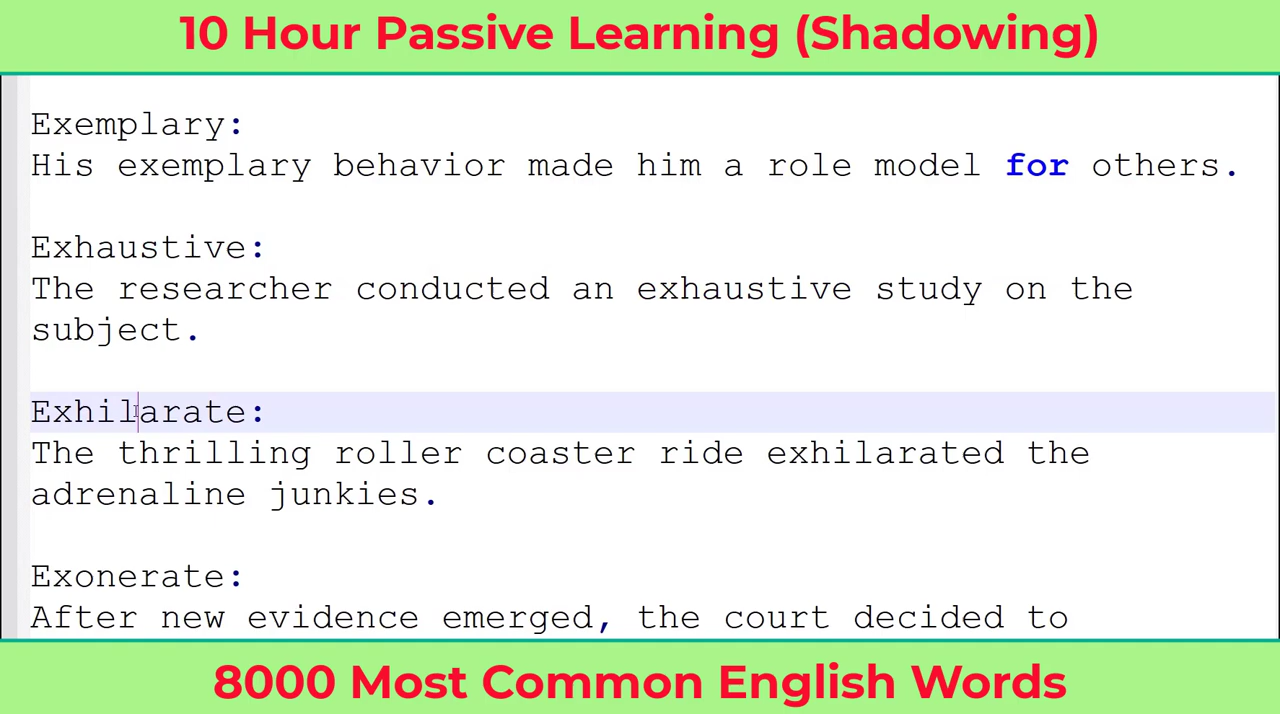 10 Hour Passive Learning (Shadowing)
Exemplary:
His exemplary behavior made him a role model for others.
Exhaustive:
The researcher conducted an exhaustive study on the
subject.
Exhilarate:
The thrilling roller coaster ride exhilarated the
adrenaline junkies.
Exonerate:
After new evidence emerged, the court decided to
8000 Most Common English Words